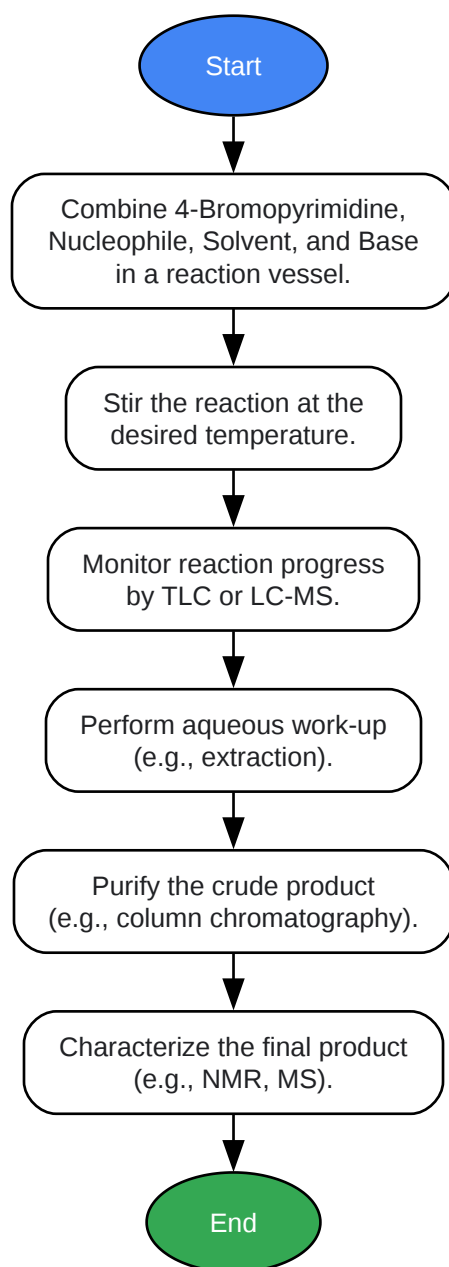 Start
Combine 4-Bromopyrimidine,
Nucleophile, Solvent, and Base
in a reaction vessel.
Stir the reaction at the
desired temperature.
Monitor reaction progress
by TLC or LC-MS.
Perform aqueous work-up
(e.g., extraction).
Purify the crude product
(e.g., column chromatography).
Characterize the final product
(e.g., NMR, MS).
End